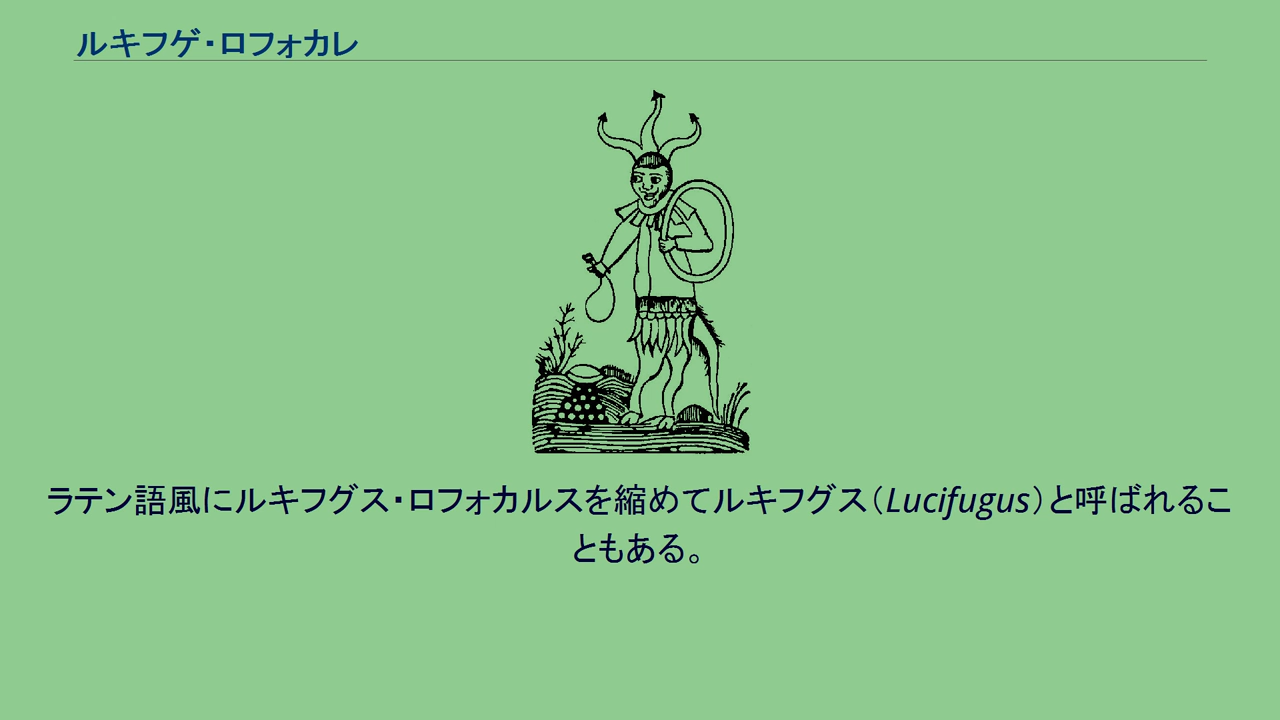 ルキフゲ・ロフォカレ
ラテン語風にルキフグス・ロフォカルスを縮めてルキフグス（Lucifugus）と呼ばれるこ
ともある。